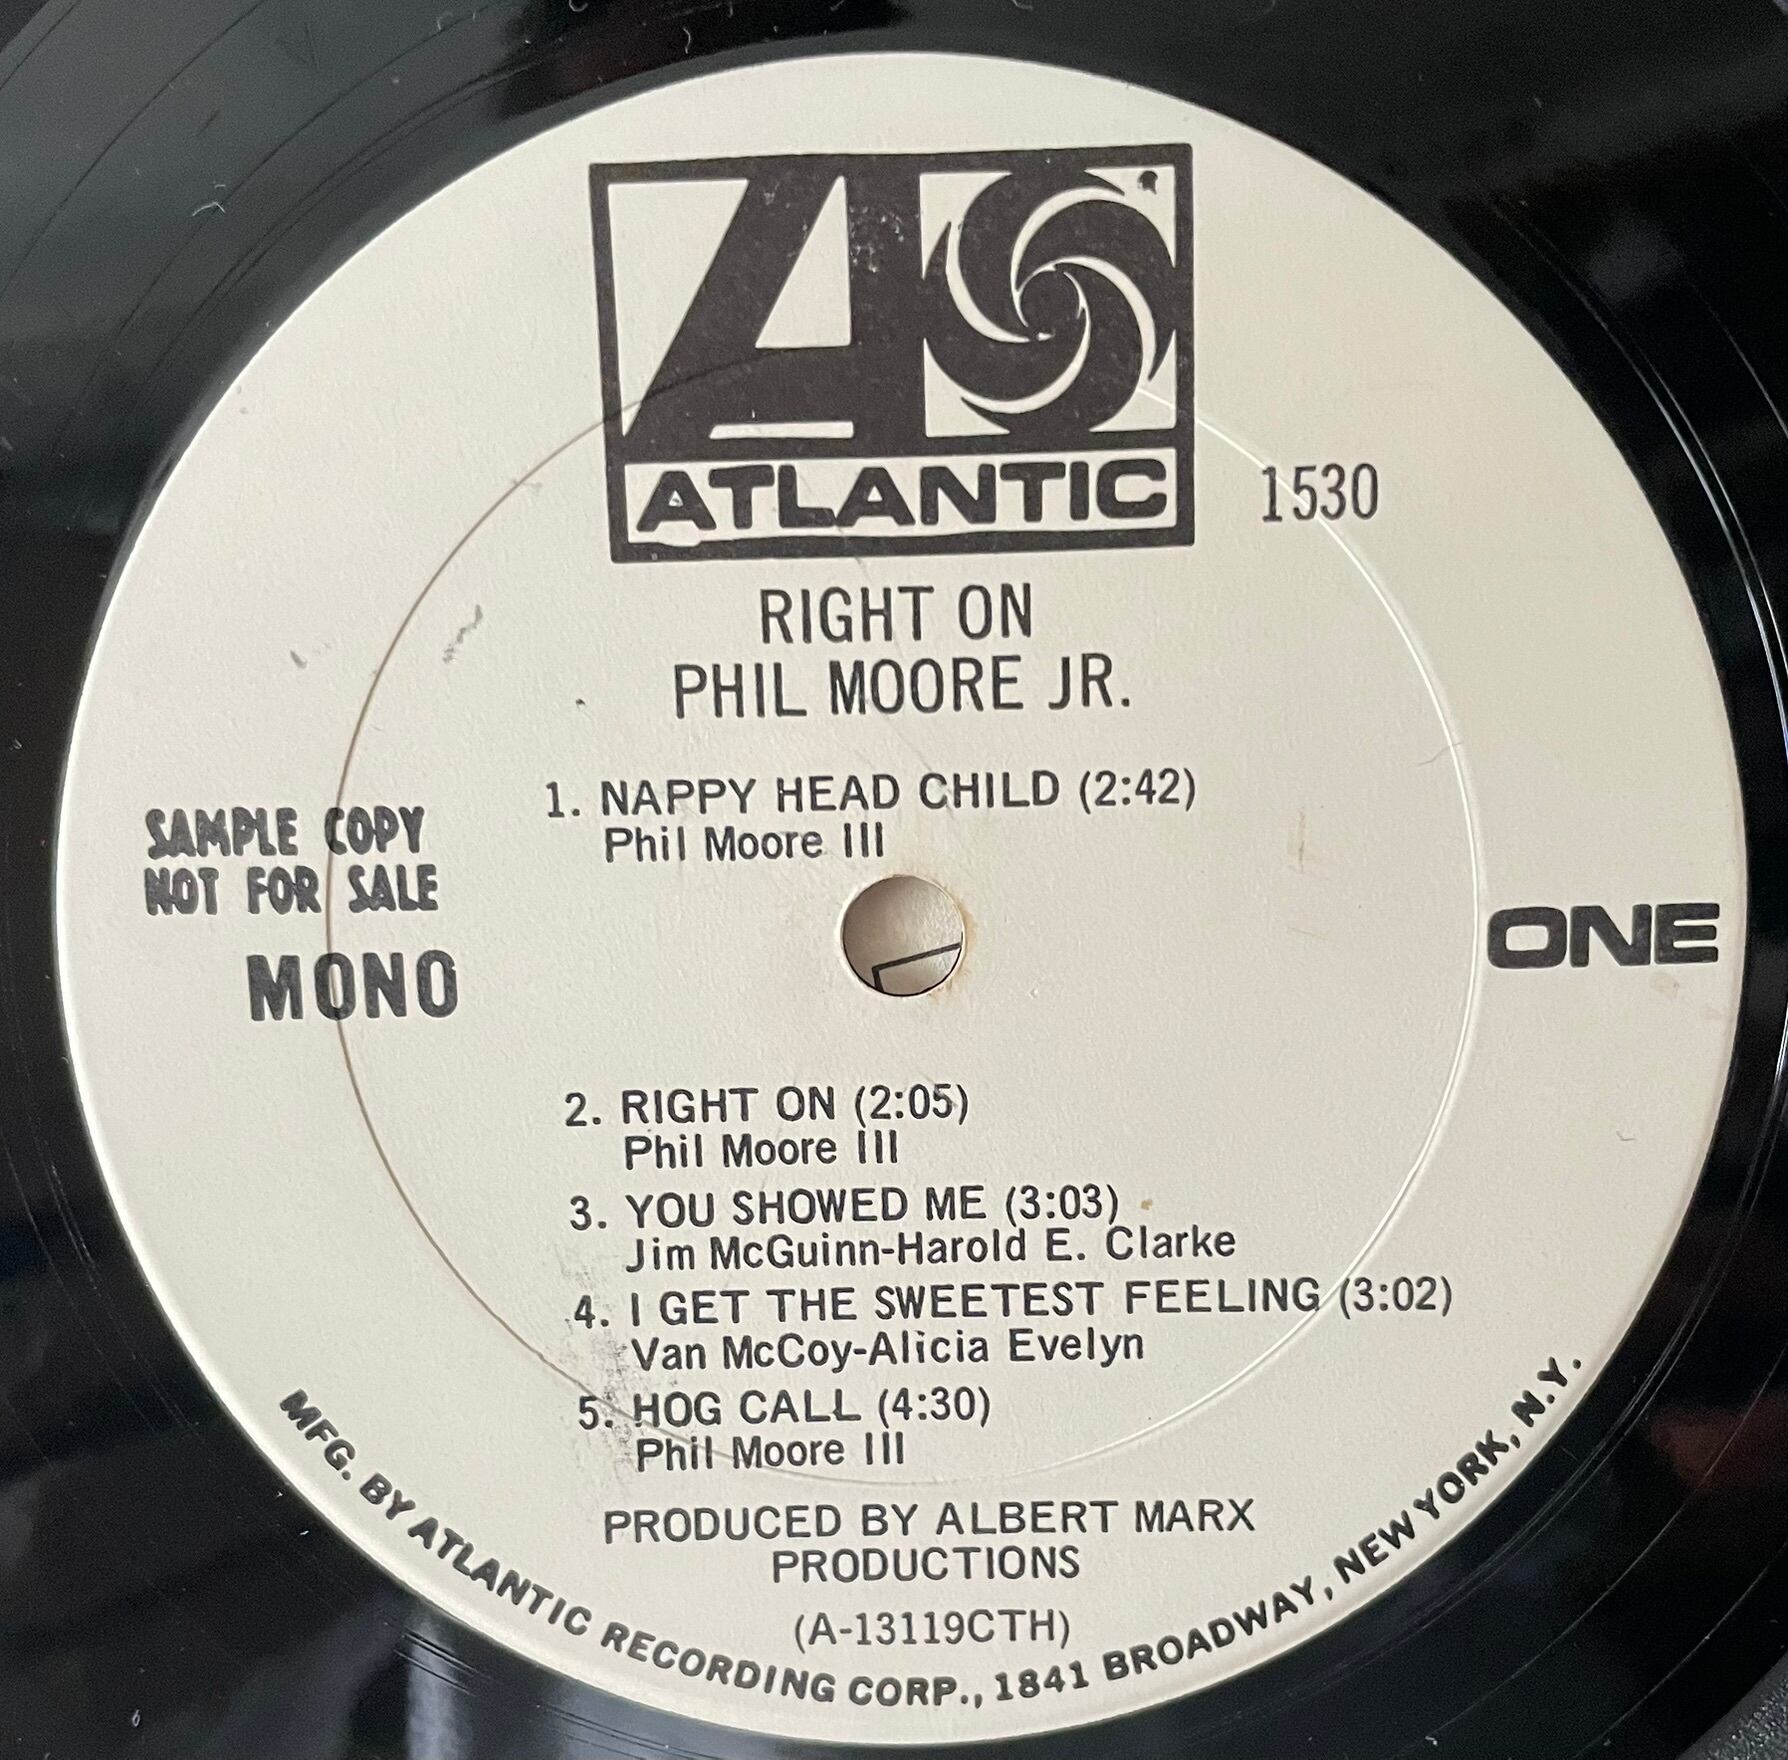 ATLANTIC
1530
RIGHT ON
PHIL MOORE JR.
1. NAPPY HEAD CHILD (2:42)
Phil Moore III
SAMPLE COPY
NOT FOR SALE
MONO
ONE
2. RIGHT ON (2:05)
Phil Moore III
3. YOU SHOWED ME (3:03)
Jim McGuinn-Harold E. Clarke
4. I GET THE SWEETEST FEELING (3:02)
Van McCoy-Alicia Evelyn
5. HOG CALL (4:30)
Phil Moore III
PRODUCED BY ALBERT MARX
PRODUCTIONS
(A-13119CTH)
MFG. BY ATLANTIC RECORDING CORP., 1841 BROADWAY, NEW YORK, N.Y.